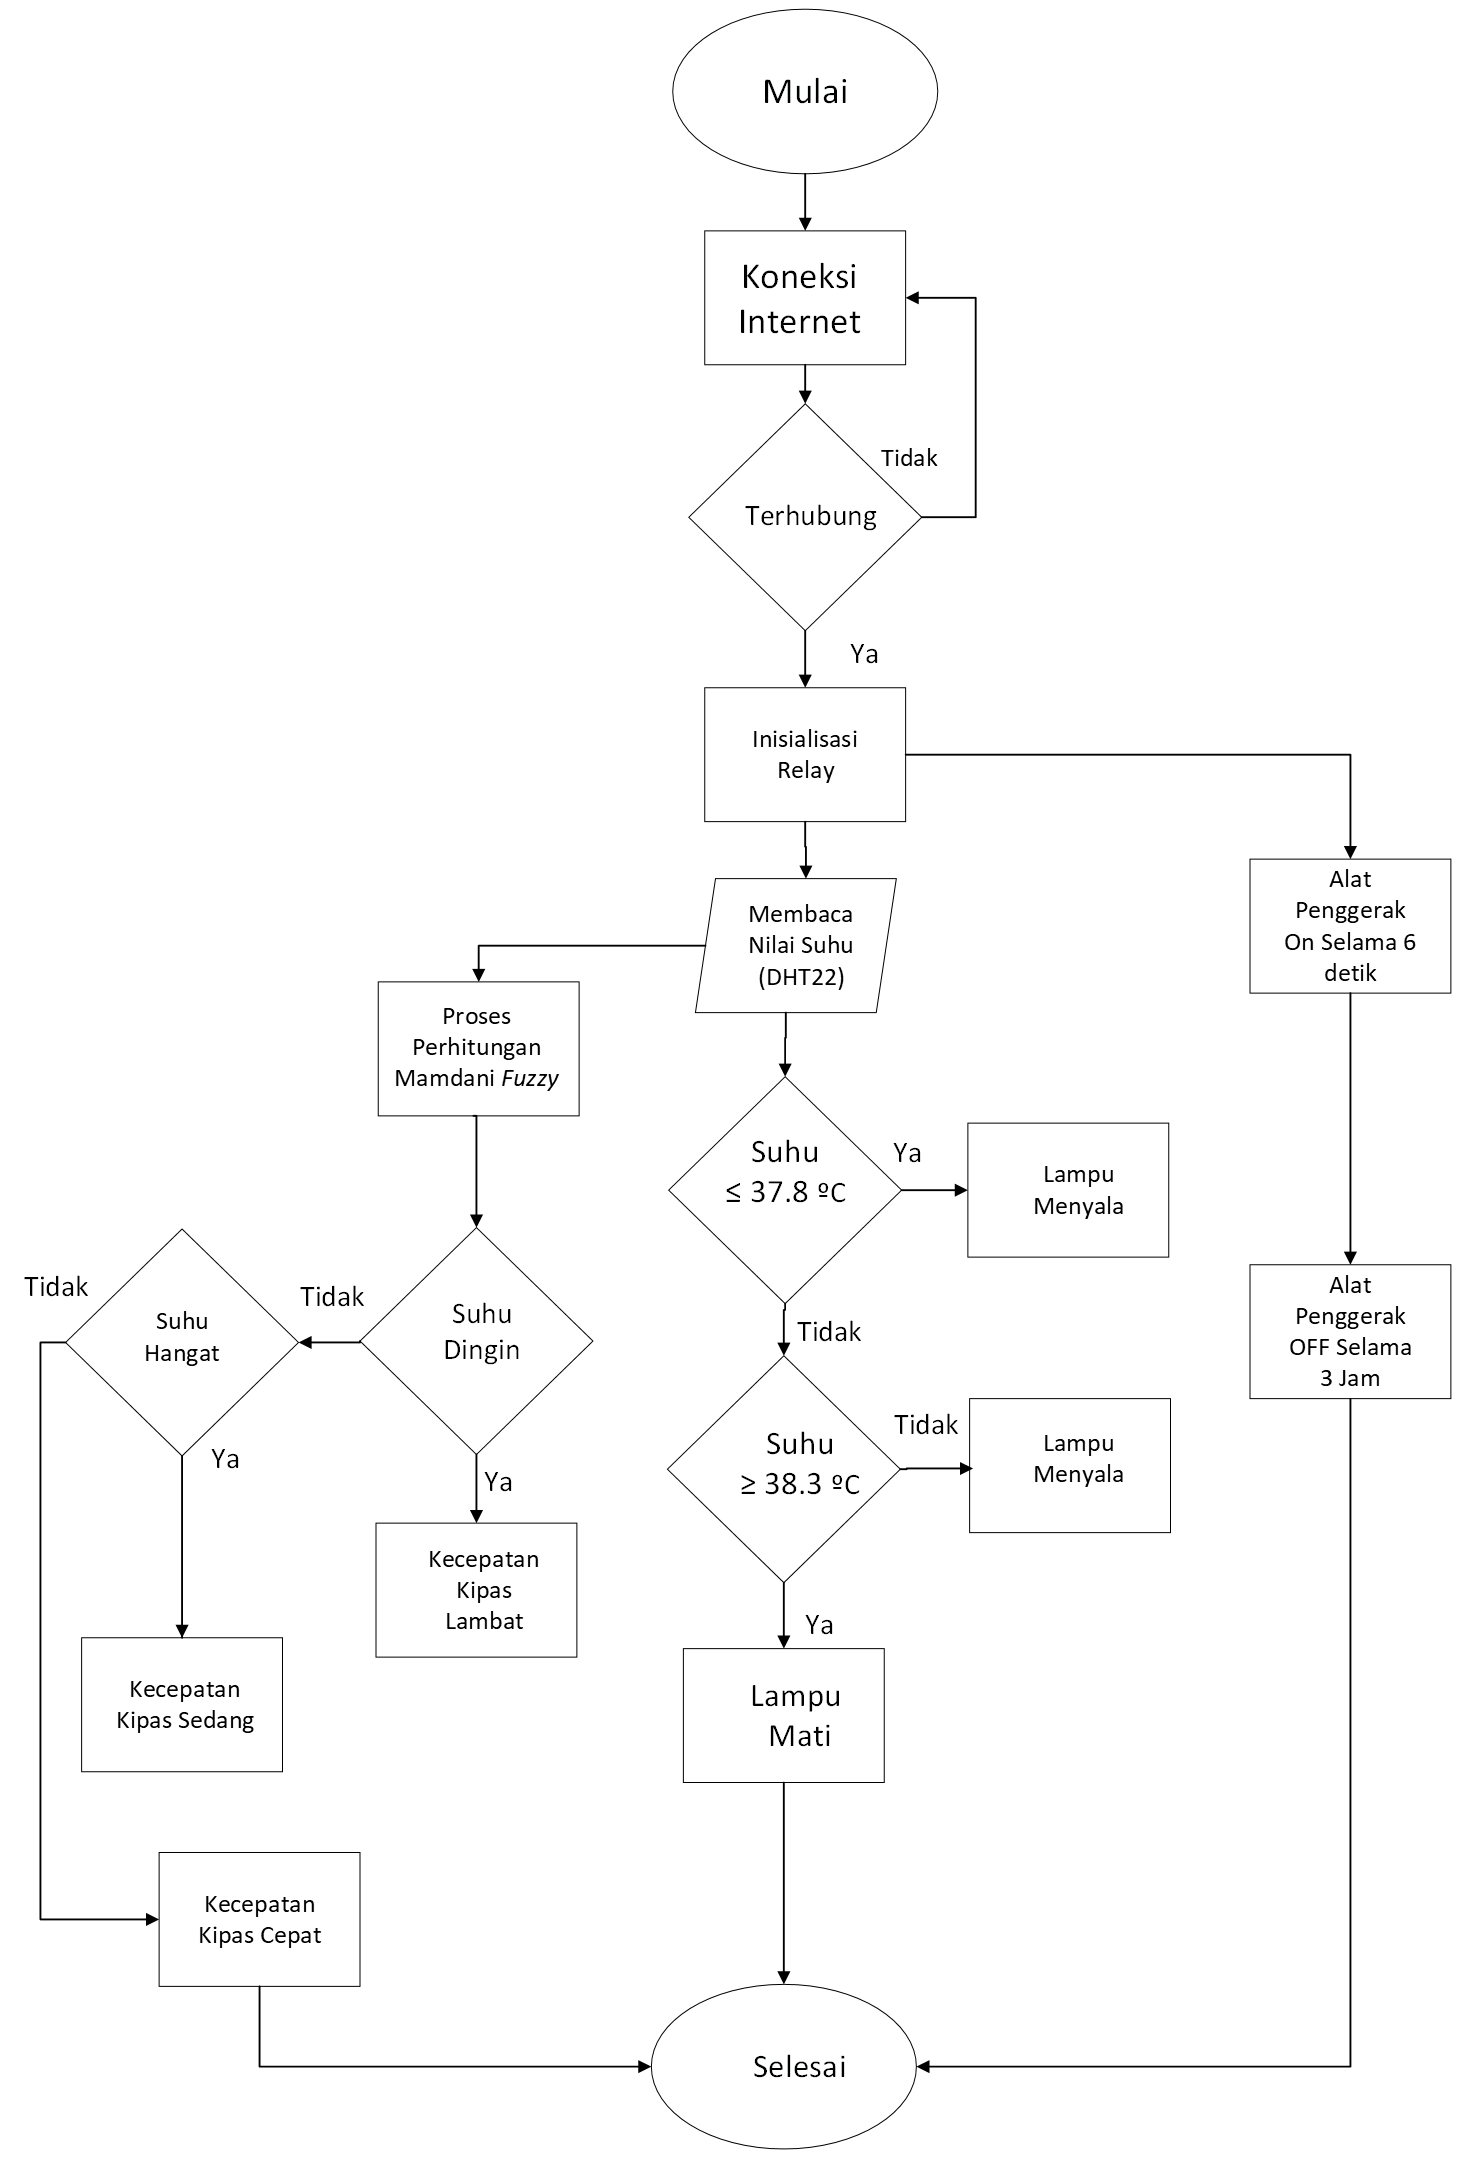 Mulai
Koneksi
Internet
Tidak
Terhubung
Ya
Inisialisasi
Relay
Alat
Penggerak
On Selama 6
detik
Membaca
Nilai Suhu
(DHT22)
Proses
Perhitungan
Mamdani Fuzzy
Suhu
≤ 37.8 ºC
Ya
Lampu
Menyala
Tidak
Suhu
Hangat
Tidak
Suhu
Dingin
Tidak
Alat
Penggerak
OFF Selama
3 Jam
Ya
Ya
Suhu
≥ 38.3 ºC
Tidak
Lampu
Menyala
Kecepatan
Kipas
Lambat
Ya
Kecepatan
Kipas Sedang
Lampu
Mati
Kecepatan
Kipas Cepat
Selesai